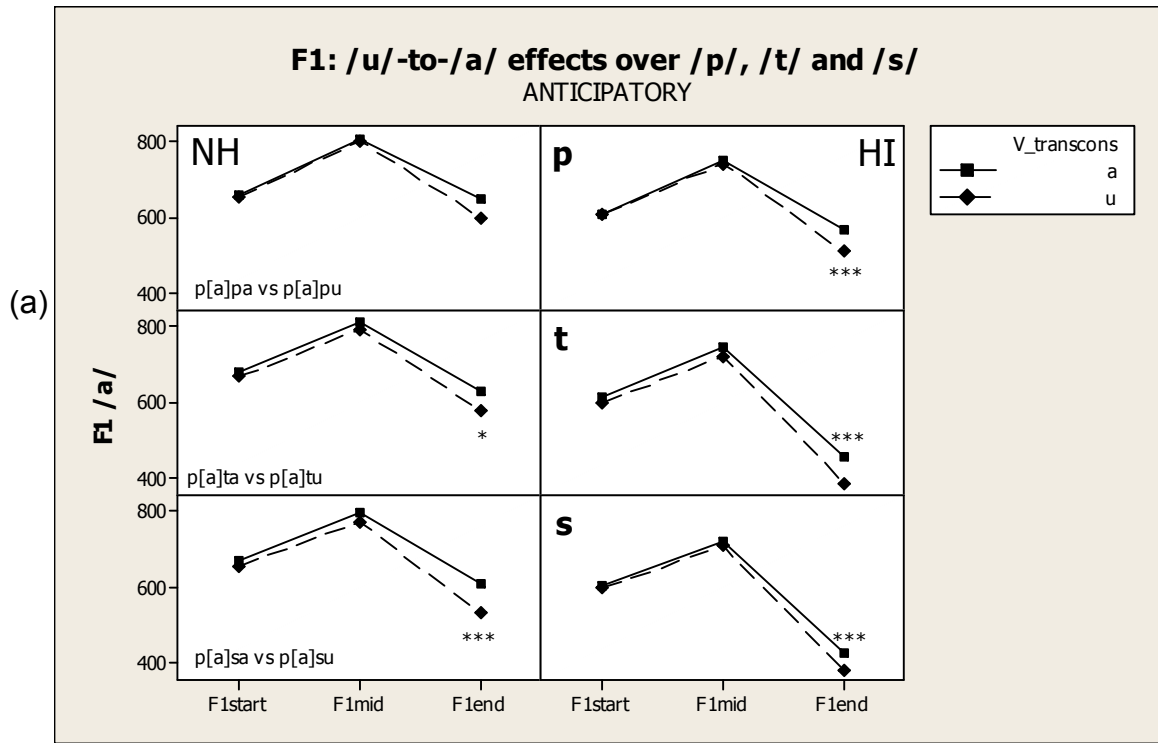 F1: /u/-to-/a/ effects over /p/, /t/ and /s/
ANTICIPATORY
(a)
F1 /a/
NH
p
HI
800
600
400
p[a]pa vs p[a]pu
***
t
800
600
400
p[a]ta vs p[a]tu
*
***
s
800
600
400
p[a]sa vs p[a]su
***
***
F1start F1mid F1end F1start F1mid F1end
V_transcons
a
u